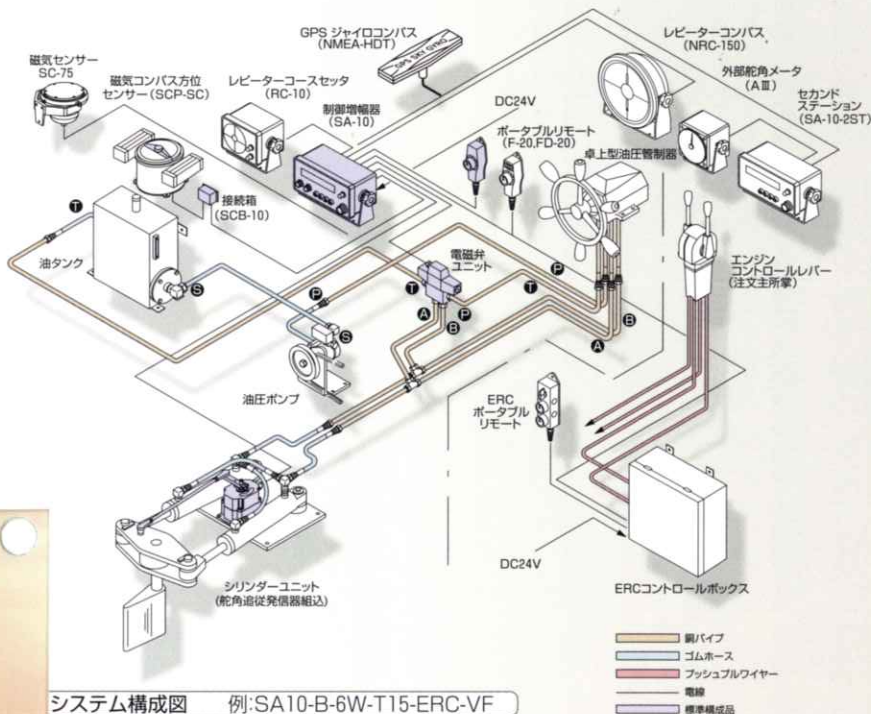 GPS ジャイロコンパス
(NMEA-HDT)
GPS SKY GYRO
レピーターコンパス
(NRC-150)
磁気センサー
SC-75
磁気コンパス方位
センサー(SCP-SC)
レピーターコースセッタ
(RC-10)
制御増幅器
(SA-10)
DC24V
ポータブルリモート
(F-20,FD-20)
卓上型油圧管制器
外部舵角メータ
(AⅢ)
セカンド
ステーション
(SA-10-2ST)
接続箱
(SCB-10)
T
油タンク
S
P
S
油圧ポンプ
電磁弁
ユニット
T
P
A
B
P
T
B
A
エンジン
コントロールレバー
(注文主所掌)
ERC
ポータブル
リモート
DC24V
ERCコントロールボックス
シリンダーユニット
(舵角追従発信器組込)
銅パイプ
ゴムホース
プッシュプルワイヤー
電線
標準構成品
システム構成図 例:SA10-B-6W-T15-ERC-VF